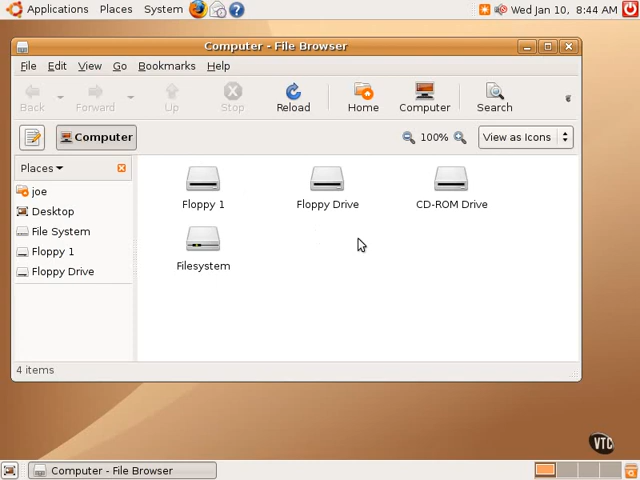 Applications Places System Wed Jan 10, 8:44 AM
Computer - File Browser
File Edit View Go Bookmarks Help
Back Forward Up Stop Reload Home Computer Search
Computer 100% View as Icons
Places
joe
Desktop
File System
Floppy 1
Floppy Drive
Floppy 1 Floppy Drive CD-ROM Drive
Filesystem
4 items
VTC
Computer - File Browser